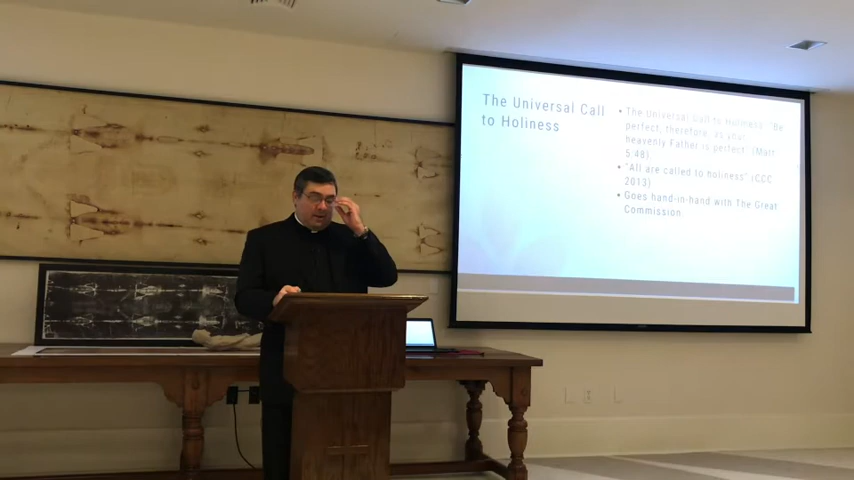 The Universal Call
to Holiness
• The Universal Call to Holiness "Be
perfect, therefore, as your
heavenly Father is perfect." (Matt
5:48).
• "All are called to holiness" (CCC
2013)
• Goes hand-in-hand with The Great
Commission.